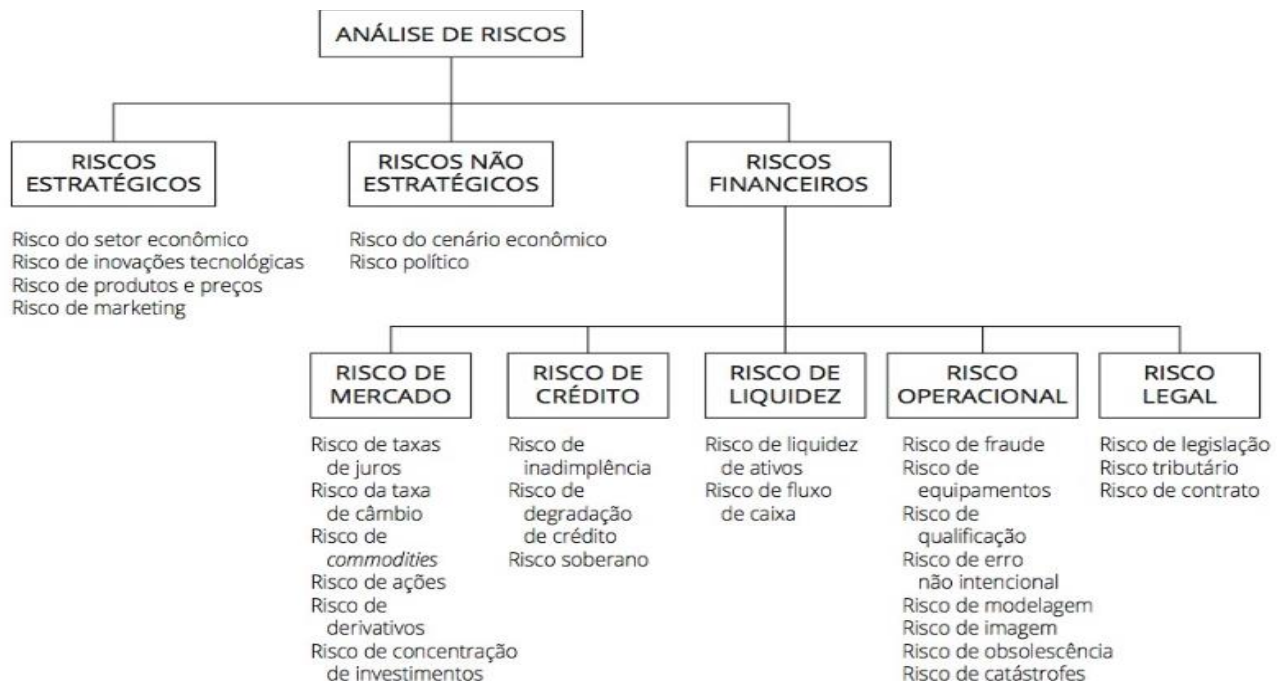 ANÁLISE DE RISCOS
RISCOS
ESTRATÉGICOS
Risco do setor econômico
Risco de inovações tecnológicas
Risco de produtos e preços
Risco de marketing
RISCOS NÃO
ESTRATÉGICOS
Risco do cenário econômico
Risco político
RISCOS
FINANCEIROS
RISCO DE
MERCADO
Risco de taxas
de juros
Risco da taxa
de câmbio
Risco de
commodities
Risco de ações
Risco de
derivativos
Risco de concentração
de investimentos
RISCO DE
CRÉDITO
Risco de
inadimplência
Risco de
degradação
de crédito
Risco soberano
RISCO DE
LIQUIDEZ
Risco de liquidez
de ativos
Risco de fluxo
de caixa
RISCO
OPERACIONAL
Risco de fraude
Risco de
equipamentos
Risco de
qualificação
Risco de erro
não intencional
Risco de modelagem
Risco de imagem
Risco de obsolescência
Risco de catástrofes
RISCO
LEGAL
Risco de legislação
Risco tributário
Risco de contrato